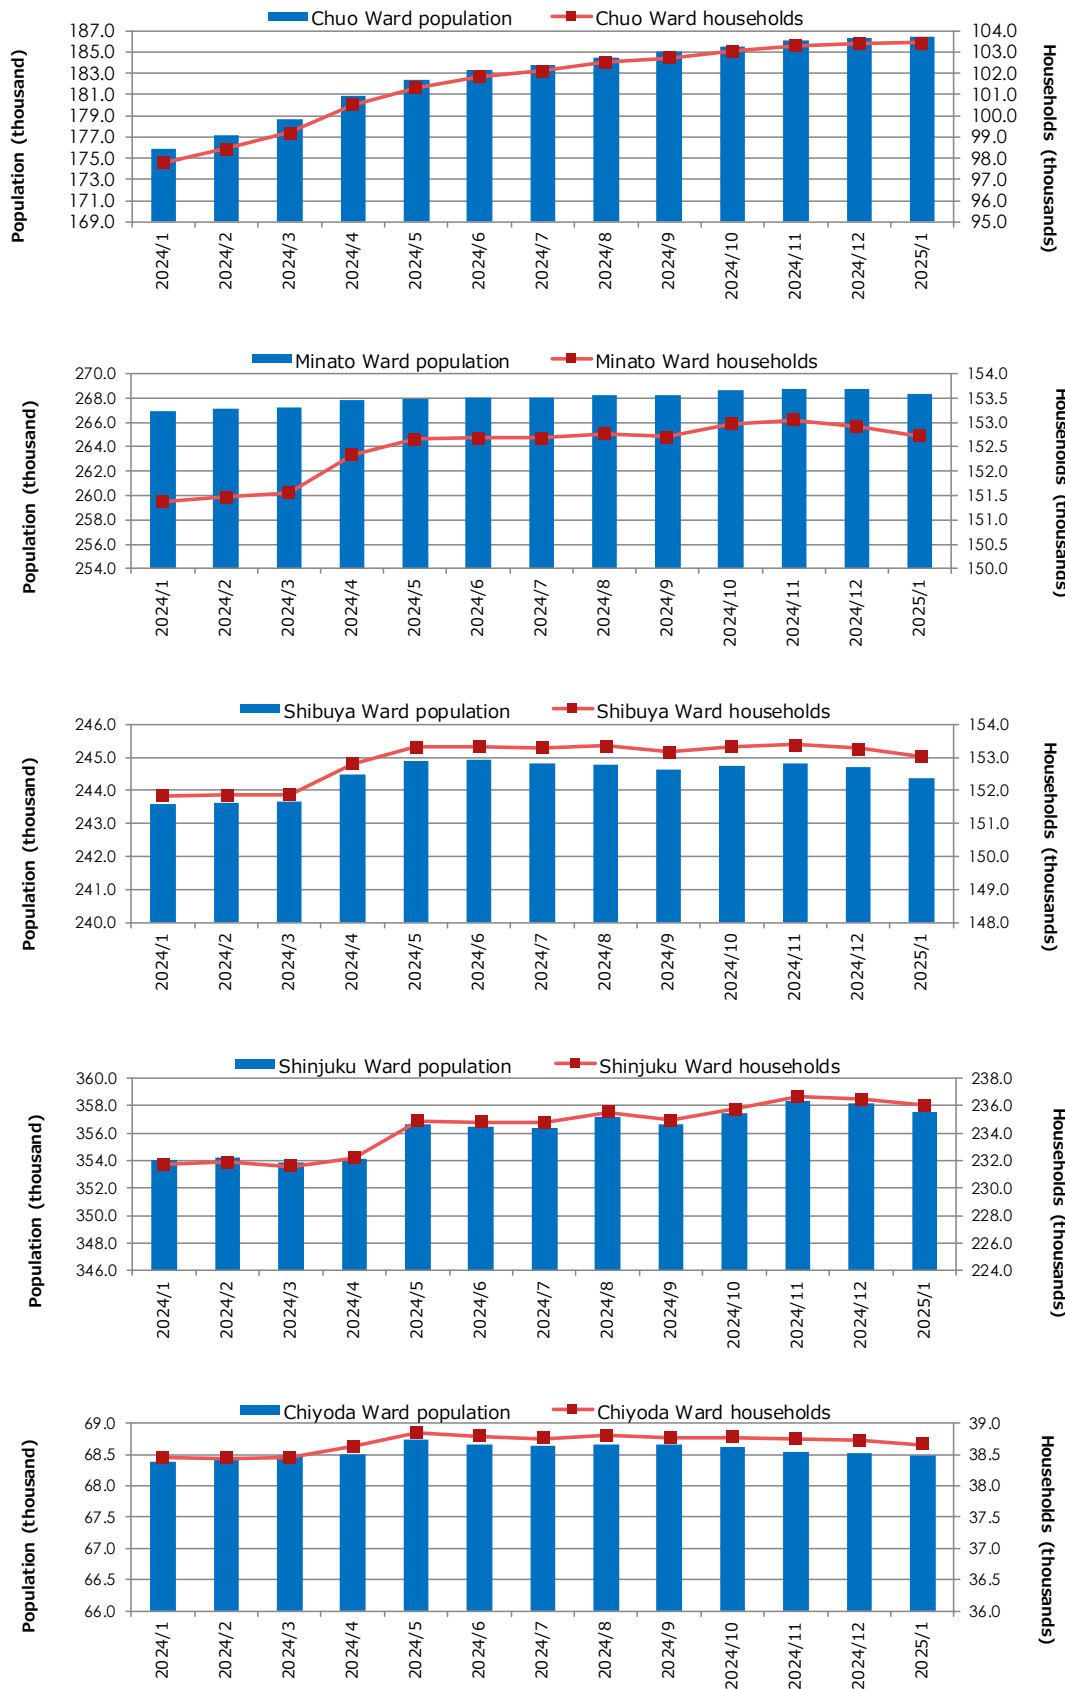 Chuo Ward population Chuo Ward households
187.0 104.0
185.0 103.0
183.0 102.0
181.0 101.0
179.0 100.0
177.0 99.0
175.0 98.0
173.0 97.0
171.0 96.0
169.0 95.0
Population (thousand)
Households (thousands)
2024/1 2024/2 2024/3 2024/4 2024/5 2024/6 2024/7 2024/8 2024/9 2024/10 2024/11 2024/12 2025/1
Minato Ward population Minato Ward households
270.0 154.0
268.0 153.5
266.0 153.0
264.0 152.5
262.0 152.0
260.0 151.5
258.0 151.0
256.0 150.5
254.0 150.0
Population (thousand)
Households (thousands)
2024/1 2024/2 2024/3 2024/4 2024/5 2024/6 2024/7 2024/8 2024/9 2024/10 2024/11 2024/12 2025/1
Shibuya Ward population Shibuya Ward households
246.0 154.0
245.0 153.0
244.0 152.0
243.0 151.0
242.0 150.0
241.0 149.0
240.0 148.0
Population (thousand)
Households (thousands)
2024/1 2024/2 2024/3 2024/4 2024/5 2024/6 2024/7 2024/8 2024/9 2024/10 2024/11 2024/12 2025/1
Shinjuku Ward population Shinjuku Ward households
360.0 238.0
358.0 236.0
356.0 234.0
354.0 232.0
352.0 230.0
350.0 228.0
348.0 226.0
346.0 224.0
Population (thousand)
Households (thousands)
2024/1 2024/2 2024/3 2024/4 2024/5 2024/6 2024/7 2024/8 2024/9 2024/10 2024/11 2024/12 2025/1
Chiyoda Ward population Chiyoda Ward households
69.0 39.0
68.5 38.5
68.0 38.0
67.5 37.5
67.0 37.0
66.5 36.5
66.0 36.0
Population (thousand)
Households (thousands)
2024/1 2024/2 2024/3 2024/4 2024/5 2024/6 2024/7 2024/8 2024/9 2024/10 2024/11 2024/12 2025/1